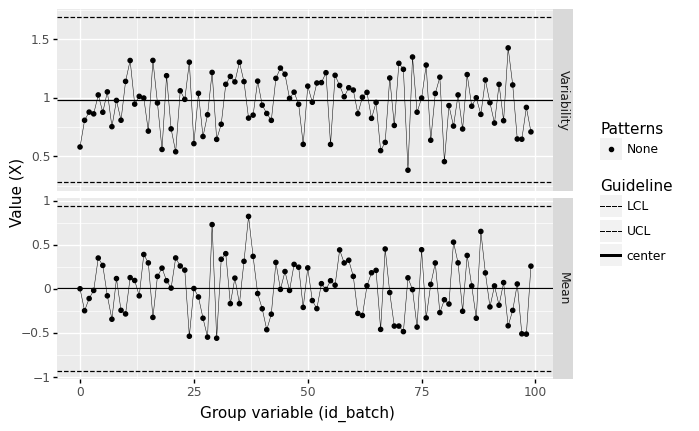 1.5
1
0.5
Variability
1
0.5
0
−0.5
−1
Mean
0
25
50
75
100
Value (X)
Group variable (id_batch)
Patterns
None
Guideline
LCL
UCL
center